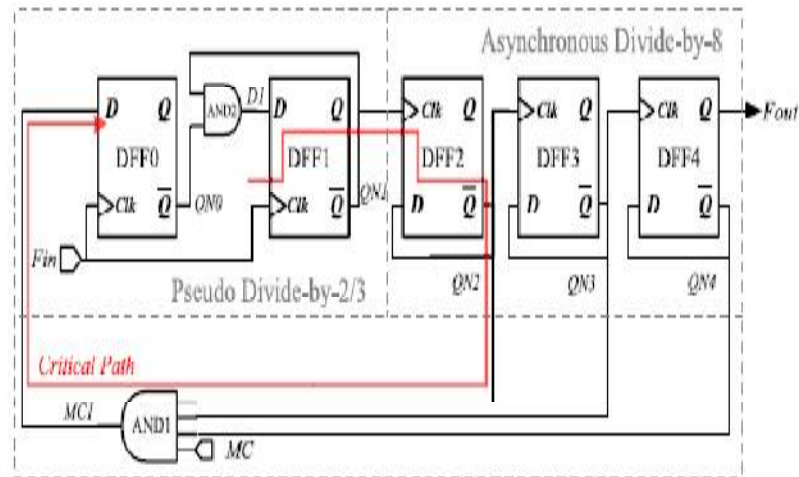 Asynchronous Divide-by-8
D Q
DFF0
Clk Q
AND2
D1
D Q
DFF1
Clk Q
Clk Q
DFF2
D Q
Clk Q
DFF3
D Q
Clk Q
DFF4
D Q
Fout
QN0
QN1
Fin
Pseudo Divide-by-2/3
QN2
QN3
QN4
Critical Path
MC1
AND1
MC